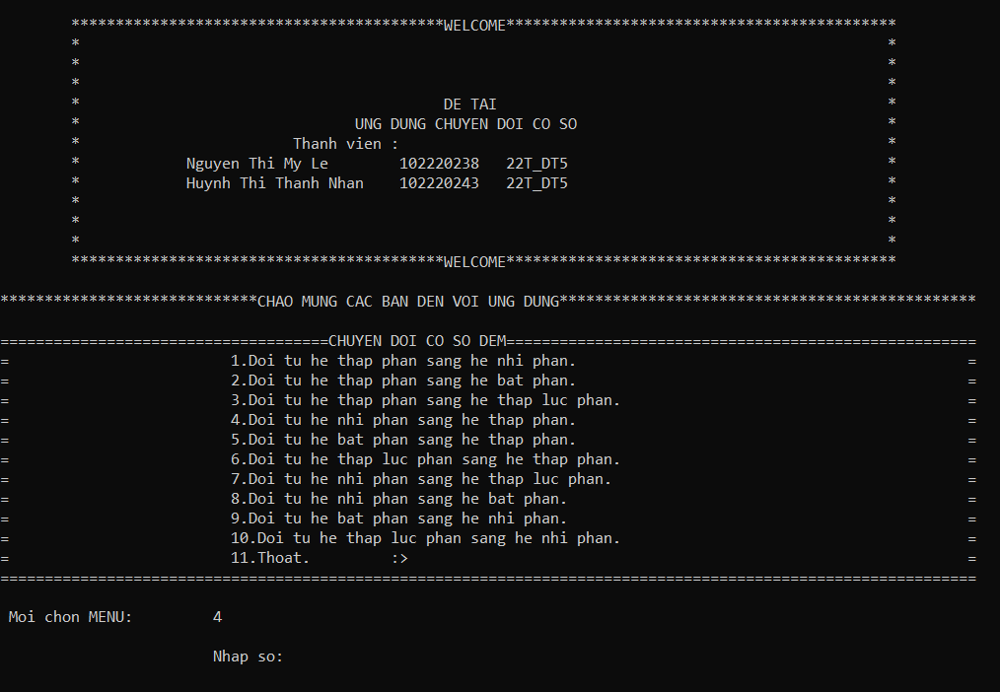 ******************************************WELCOME********************************************
* *
* *
* *
* DE TAI *
* UNG DUNG CHUYEN DOI CO SO *
* Thanh vien : *
* Nguyen Thi My Le 102220238 22T_DT5 *
* Huynh Thi Thanh Nhan 102220243 22T_DT5 *
* *
* *
* *
******************************************WELCOME********************************************
*****************************CHAO MUNG CAC BAN DEN VOI UNG DUNG***********************************************
=====================================CHUYEN DOI CO SO DEM=====================================================
= 1.Doi tu he thap phan sang he nhi phan. =
= 2.Doi tu he thap phan sang he bat phan. =
= 3.Doi tu he thap phan sang he thap luc phan. =
= 4.Doi tu he nhi phan sang he thap phan. =
= 5.Doi tu he bat phan sang he thap phan. =
= 6.Doi tu he thap luc phan sang he thap phan. =
= 7.Doi tu he nhi phan sang he thap luc phan. =
= 8.Doi tu he nhi phan sang he bat phan. =
= 9.Doi tu he bat phan sang he nhi phan. =
= 10.Doi tu he thap luc phan sang he nhi phan. =
= 11.Thoat. :> =
==============================================================================================================
Moi chon MENU: 4
Nhap so: